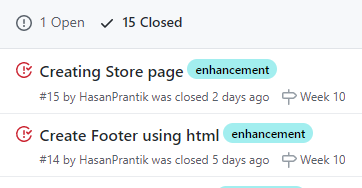 1 Open 15 Closed
Creating Store page enhancement
#15 by HasanPrantik was closed 2 days ago Week 10
Create Footer using html enhancement
#14 by HasanPrantik was closed 5 days ago Week 10